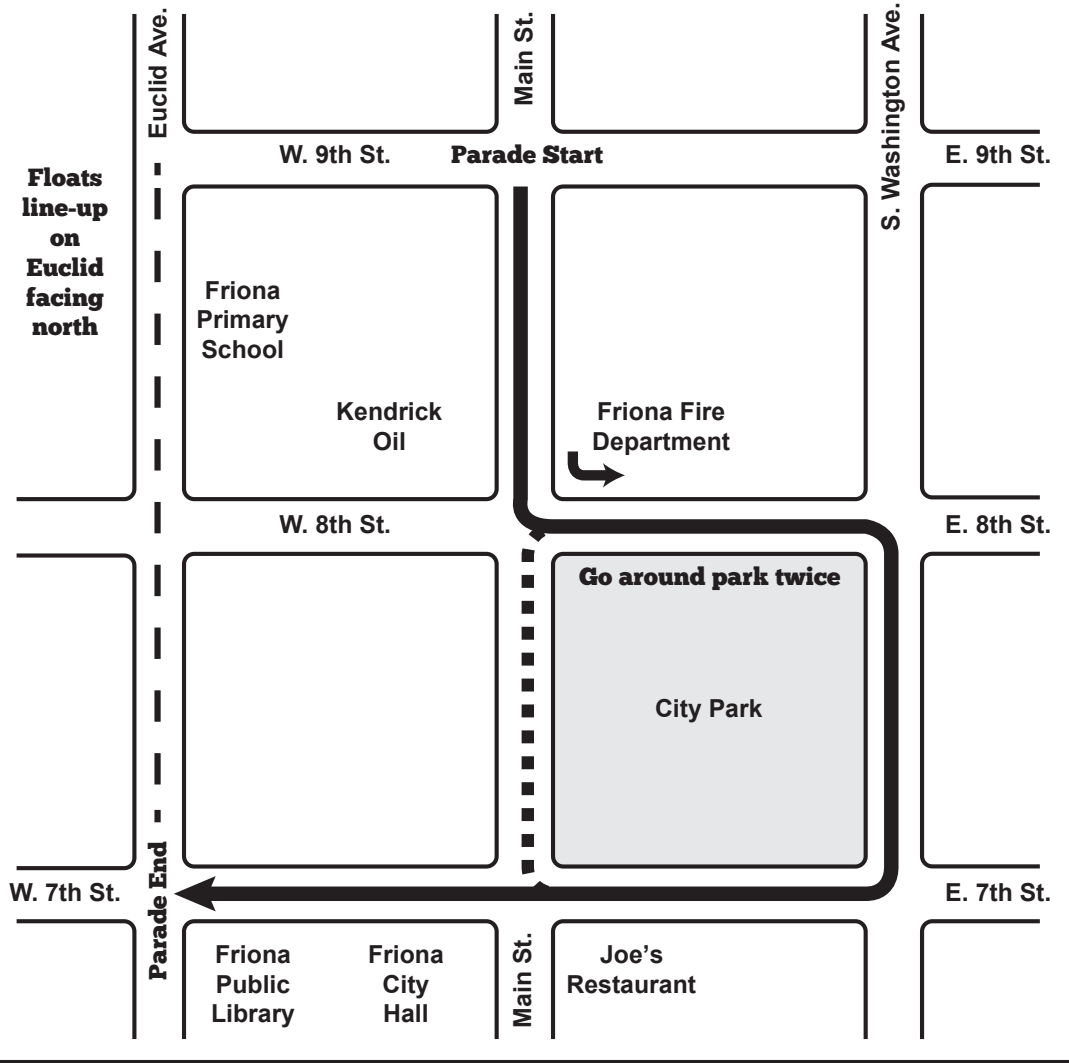 Euclid Ave.
Main St.
S. Washington Ave.
W. 9th St.
Parade Start
E. 9th St.
Floats
line-up
on
Euclid
facing
north
Friona
Primary
School
Kendrick
Oil
Friona Fire
Department
W. 8th St.
E. 8th St.
Go around park twice
City Park
W. 7th St.
Parade End
E. 7th St.
Friona
Public
Library
Friona
City
Hall
Main St.
Joe's
Restaurant